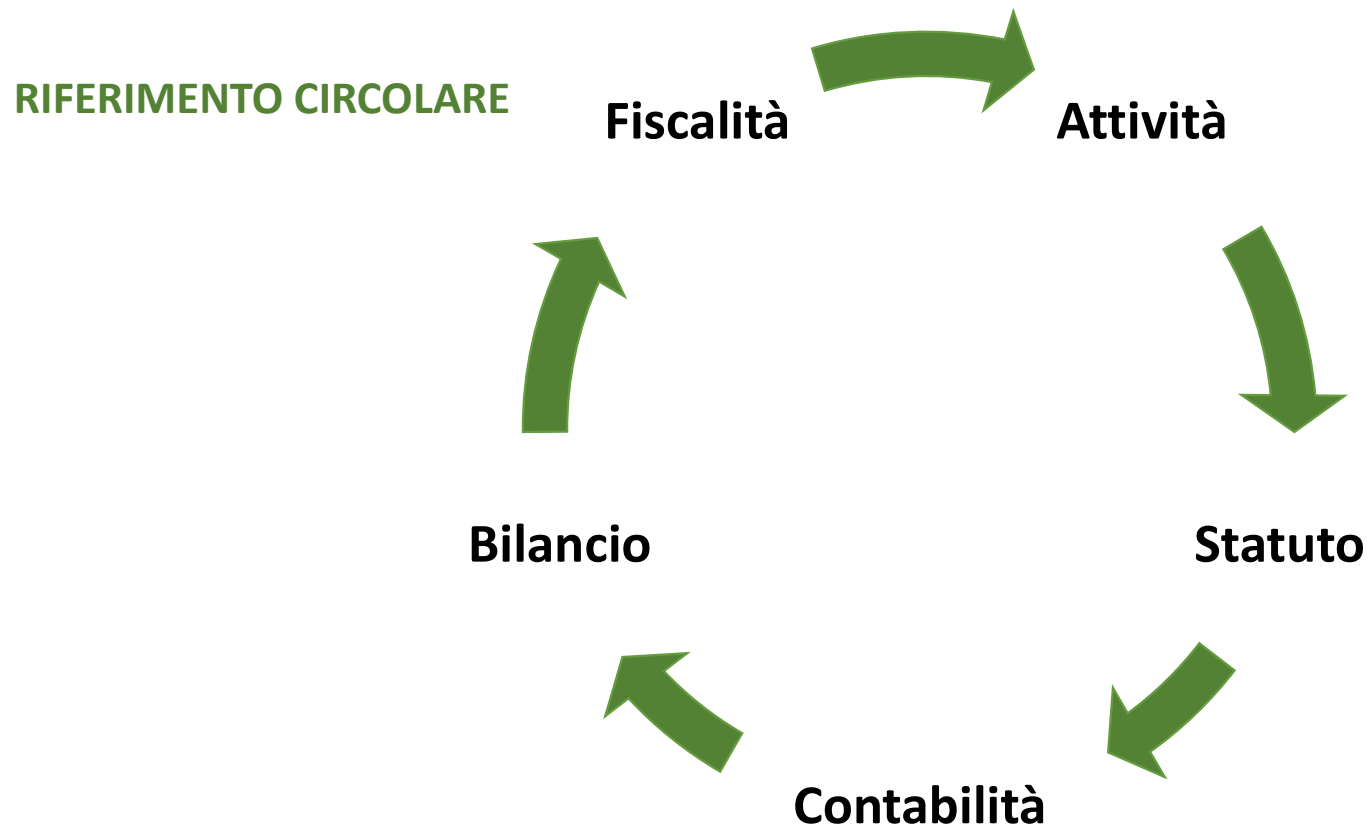 RIFERIMENTO CIRCOLARE
Fiscalità
Attività
Bilancio
Statuto
Contabilità